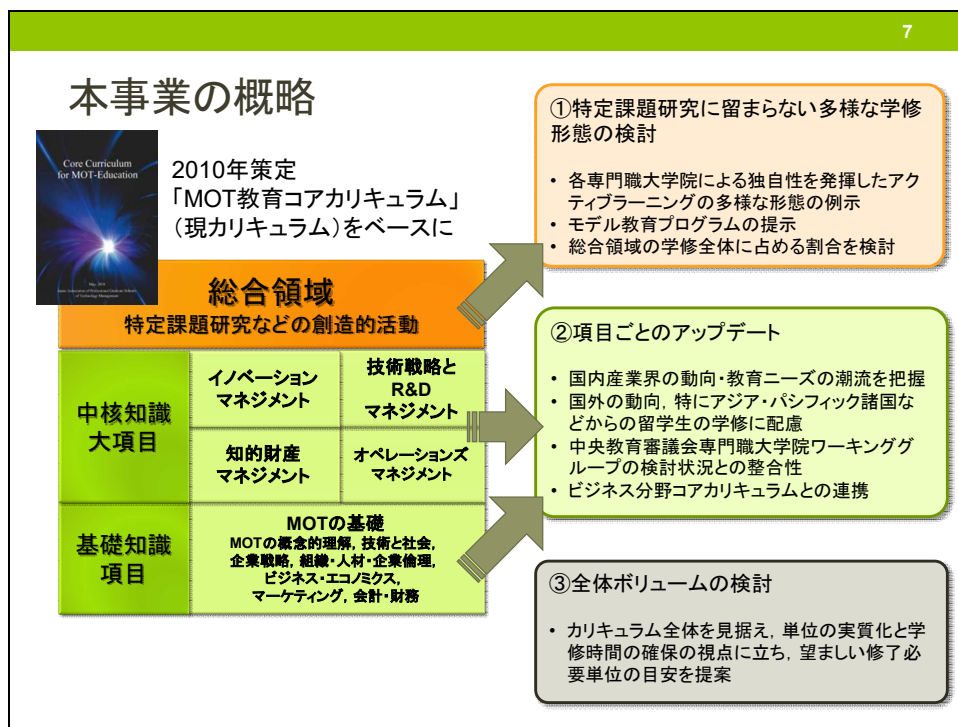 7
本事業の概略
Core Curriculum
for MOT-Education
May, 2010
Japan Association of Professional Graduate Schools
of Technology Management
2010年策定
「MOT教育コアカリキュラム」
（現カリキュラム）をベースに
総合領域
特定課題研究などの創造的活動
中核知識
大項目
イノベーション
マネジメント
技術戦略と
R&D
マネジメント
知的財産
マネジメント
オペレーションズ
マネジメント
基礎知識
項目
MOTの基礎
MOTの概念的理解, 技術と社会,
企業戦略, 組織・人材・企業倫理,
ビジネス・エコノミクス,
マーケティング, 会計・財務
①特定課題研究に留まらない多様な学修
形態の検討
• 各専門職大学院による独自性を発揮したアク
ティブラーニングの多様な形態の例示
• モデル教育プログラムの提示
• 総合領域の学修全体に占める割合を検討
②項目ごとのアップデート
• 国内産業界の動向・教育ニーズの潮流を把握
• 国外の動向, 特にアジア・パシフィック諸国な
どからの留学生の学修に配慮
• 中央教育審議会専門職大学院ワーキンググ
ループの検討状況との整合性
• ビジネス分野コアカリキュラムとの連携
③全体ボリュームの検討
• カリキュラム全体を見据え, 単位の実質化と学
修時間の確保の視点に立ち, 望ましい修了必
要単位の目安を提案